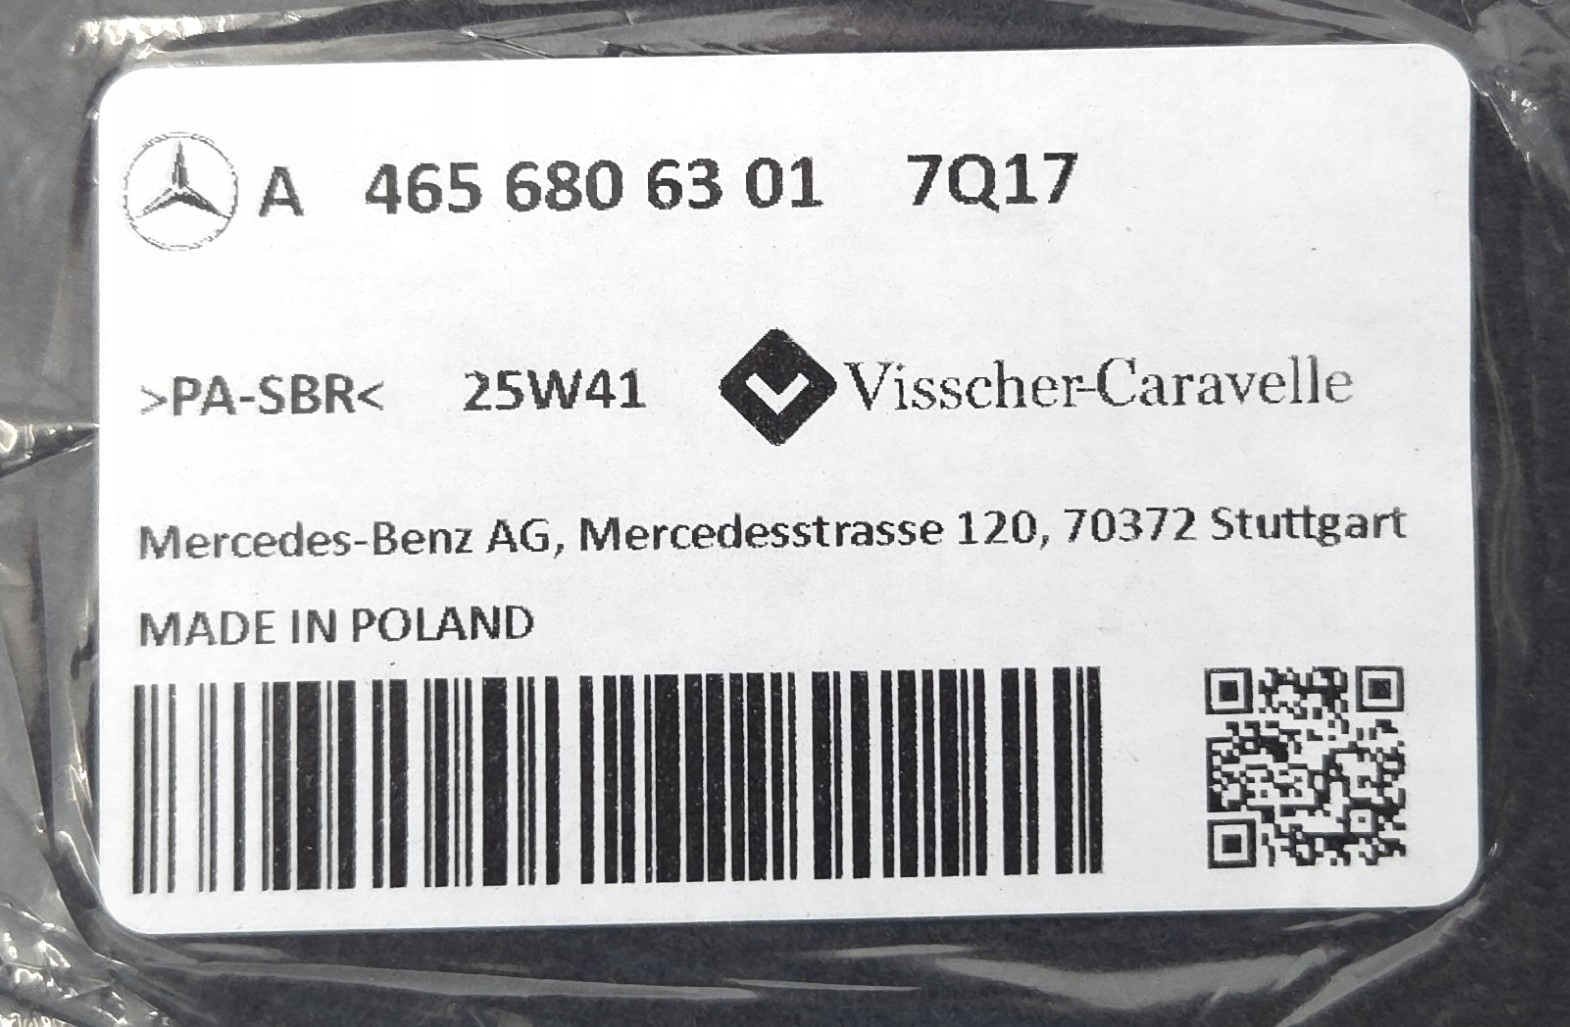 A 465 680 63 01 7Q17
>PA-SBR< 25W41 Visscher-Caravelle
Mercedes-Benz AG, Mercedesstrasse 120, 70372 Stuttgart
MADE IN POLAND